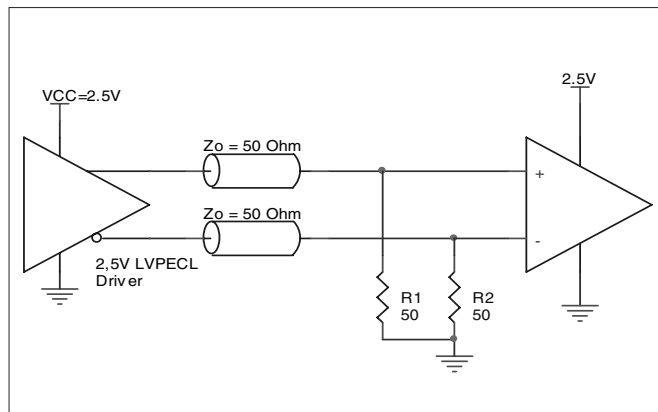 VCC=2.5V
2.5V
Zo = 50 Ohm
+
Zo = 50 Ohm
-
2,5V LVPECL
Driver
R1
50
R2
50